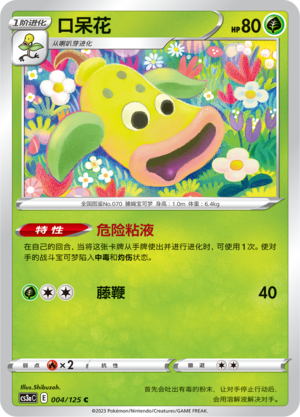 1阶进化
口呆花
HP80
从喇叭芽进化
全国图鉴No.070 捕蝇宝可梦 身高：1.0m 体重：6.4kg
特性 危险粘液
在自己的回合，当将这张卡牌从手牌使出并进行进化时，可使用1次。使对
手的战斗宝可梦陷入中毒和灼伤状态。
藤鞭 40
Illus.Shibuzoh.
弱点 ×2 抵抗力 撤退
CS3aC E 004/125 C
首先会吐出有毒的粉末，让对手停止行动后，
会用溶解液解决对手。
©2023 Pokémon/Nintendo/Creatures/GAME FREAK.